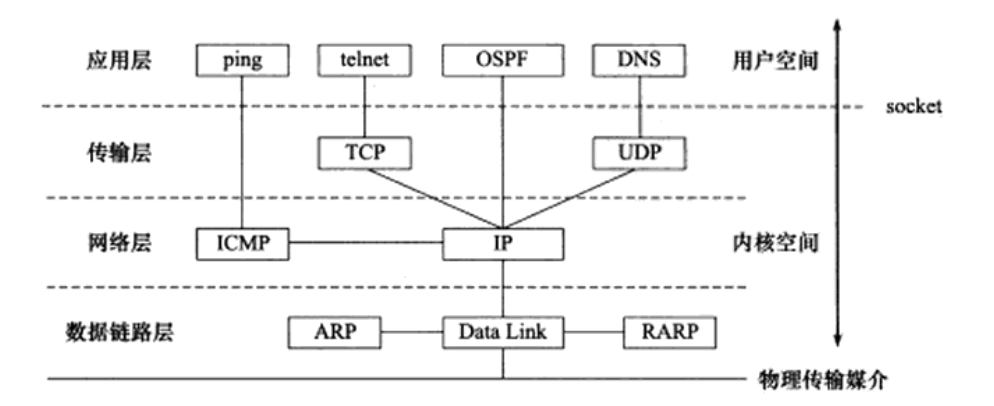 应用层 ping telnet OSPF DNS 用户空间
socket
传输层 TCP UDP
网络层 ICMP IP 内核空间
数据链路层 ARP Data Link RARP
物理传输媒介